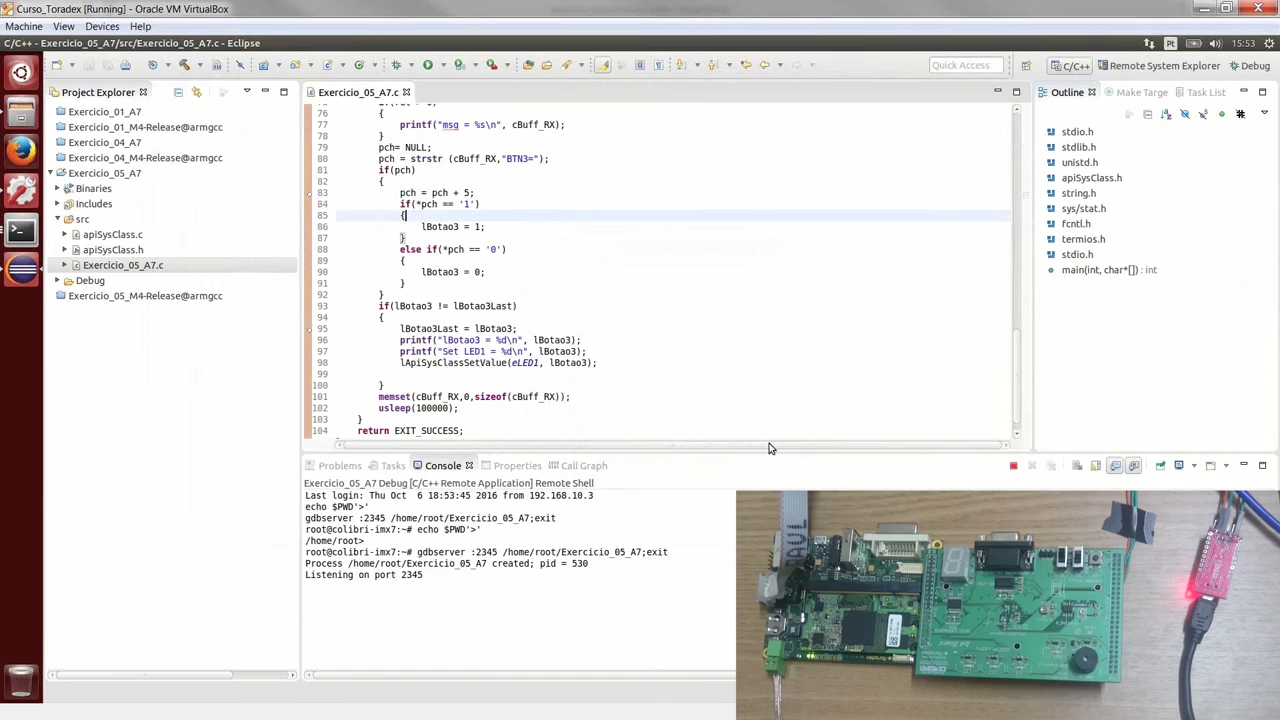 Curso_Toradex [Running] - Oracle VM VirtualBox
Machine View Devices Help
C/C++ - Exercicio_05_A7/src/Exercicio_05_A7.c - Eclipse
Pt 15:53
Quick Access C/C++ Remote System Explorer Debug
Project Explorer
Exercicio_01_A7
Exercicio_01_M4-Release@armgcc
Exercicio_04_A7
Exercicio_04_M4-Release@armgcc
Exercicio_05_A7
Binaries
Includes
src
apiSysClass.c
apiSysClass.h
Exercicio_05_A7.c
Debug
Exercicio_05_M4-Release@armgcc
Exercicio_05_A7.c
76 {
77 printf("msg = %s\n", cBuff_RX);
78 }
79 pch= NULL;
80 pch = strstr (cBuff_RX,"BTN3=");
81 if(pch)
82 {
83 pch = pch + 5;
84 if(*pch == '1')
85 {
86 lBotao3 = 1;
87 }
88 else if(*pch == '0')
89 {
90 lBotao3 = 0;
91 }
92 }
93 if(lBotao3 != lBotao3Last)
94 {
95 lBotao3Last = lBotao3;
96 printf("lBotao3 = %d\n", lBotao3);
97 printf("Set LED1 = %d\n", lBotao3);
98 lApiSysClassSetValue(eLED1, lBotao3);
99
100 }
101 memset(cBuff_RX,0,sizeof(cBuff_RX));
102 usleep(100000);
103 }
104 return EXIT_SUCCESS;
Outline Make Targe Task List
stdio.h
stdlib.h
unistd.h
apiSysClass.h
string.h
sys/stat.h
fcntl.h
termios.h
stdio.h
main(int, char*[]) : int
Problems Tasks Console Properties Call Graph
Exercicio_05_A7 Debug [C/C++ Remote Application] Remote Shell
Last login: Thu Oct 6 18:53:45 2016 from 192.168.10.3
echo $PWD'>'
gdbserver :2345 /home/root/Exercicio_05_A7;exit
root@colibri-imx7:~# echo $PWD'>'
/home/root>
root@colibri-imx7:~# gdbserver :2345 /home/root/Exercicio_05_A7;exit
Process /home/root/Exercicio_05_A7 created; pid = 530
Listening on port 2345